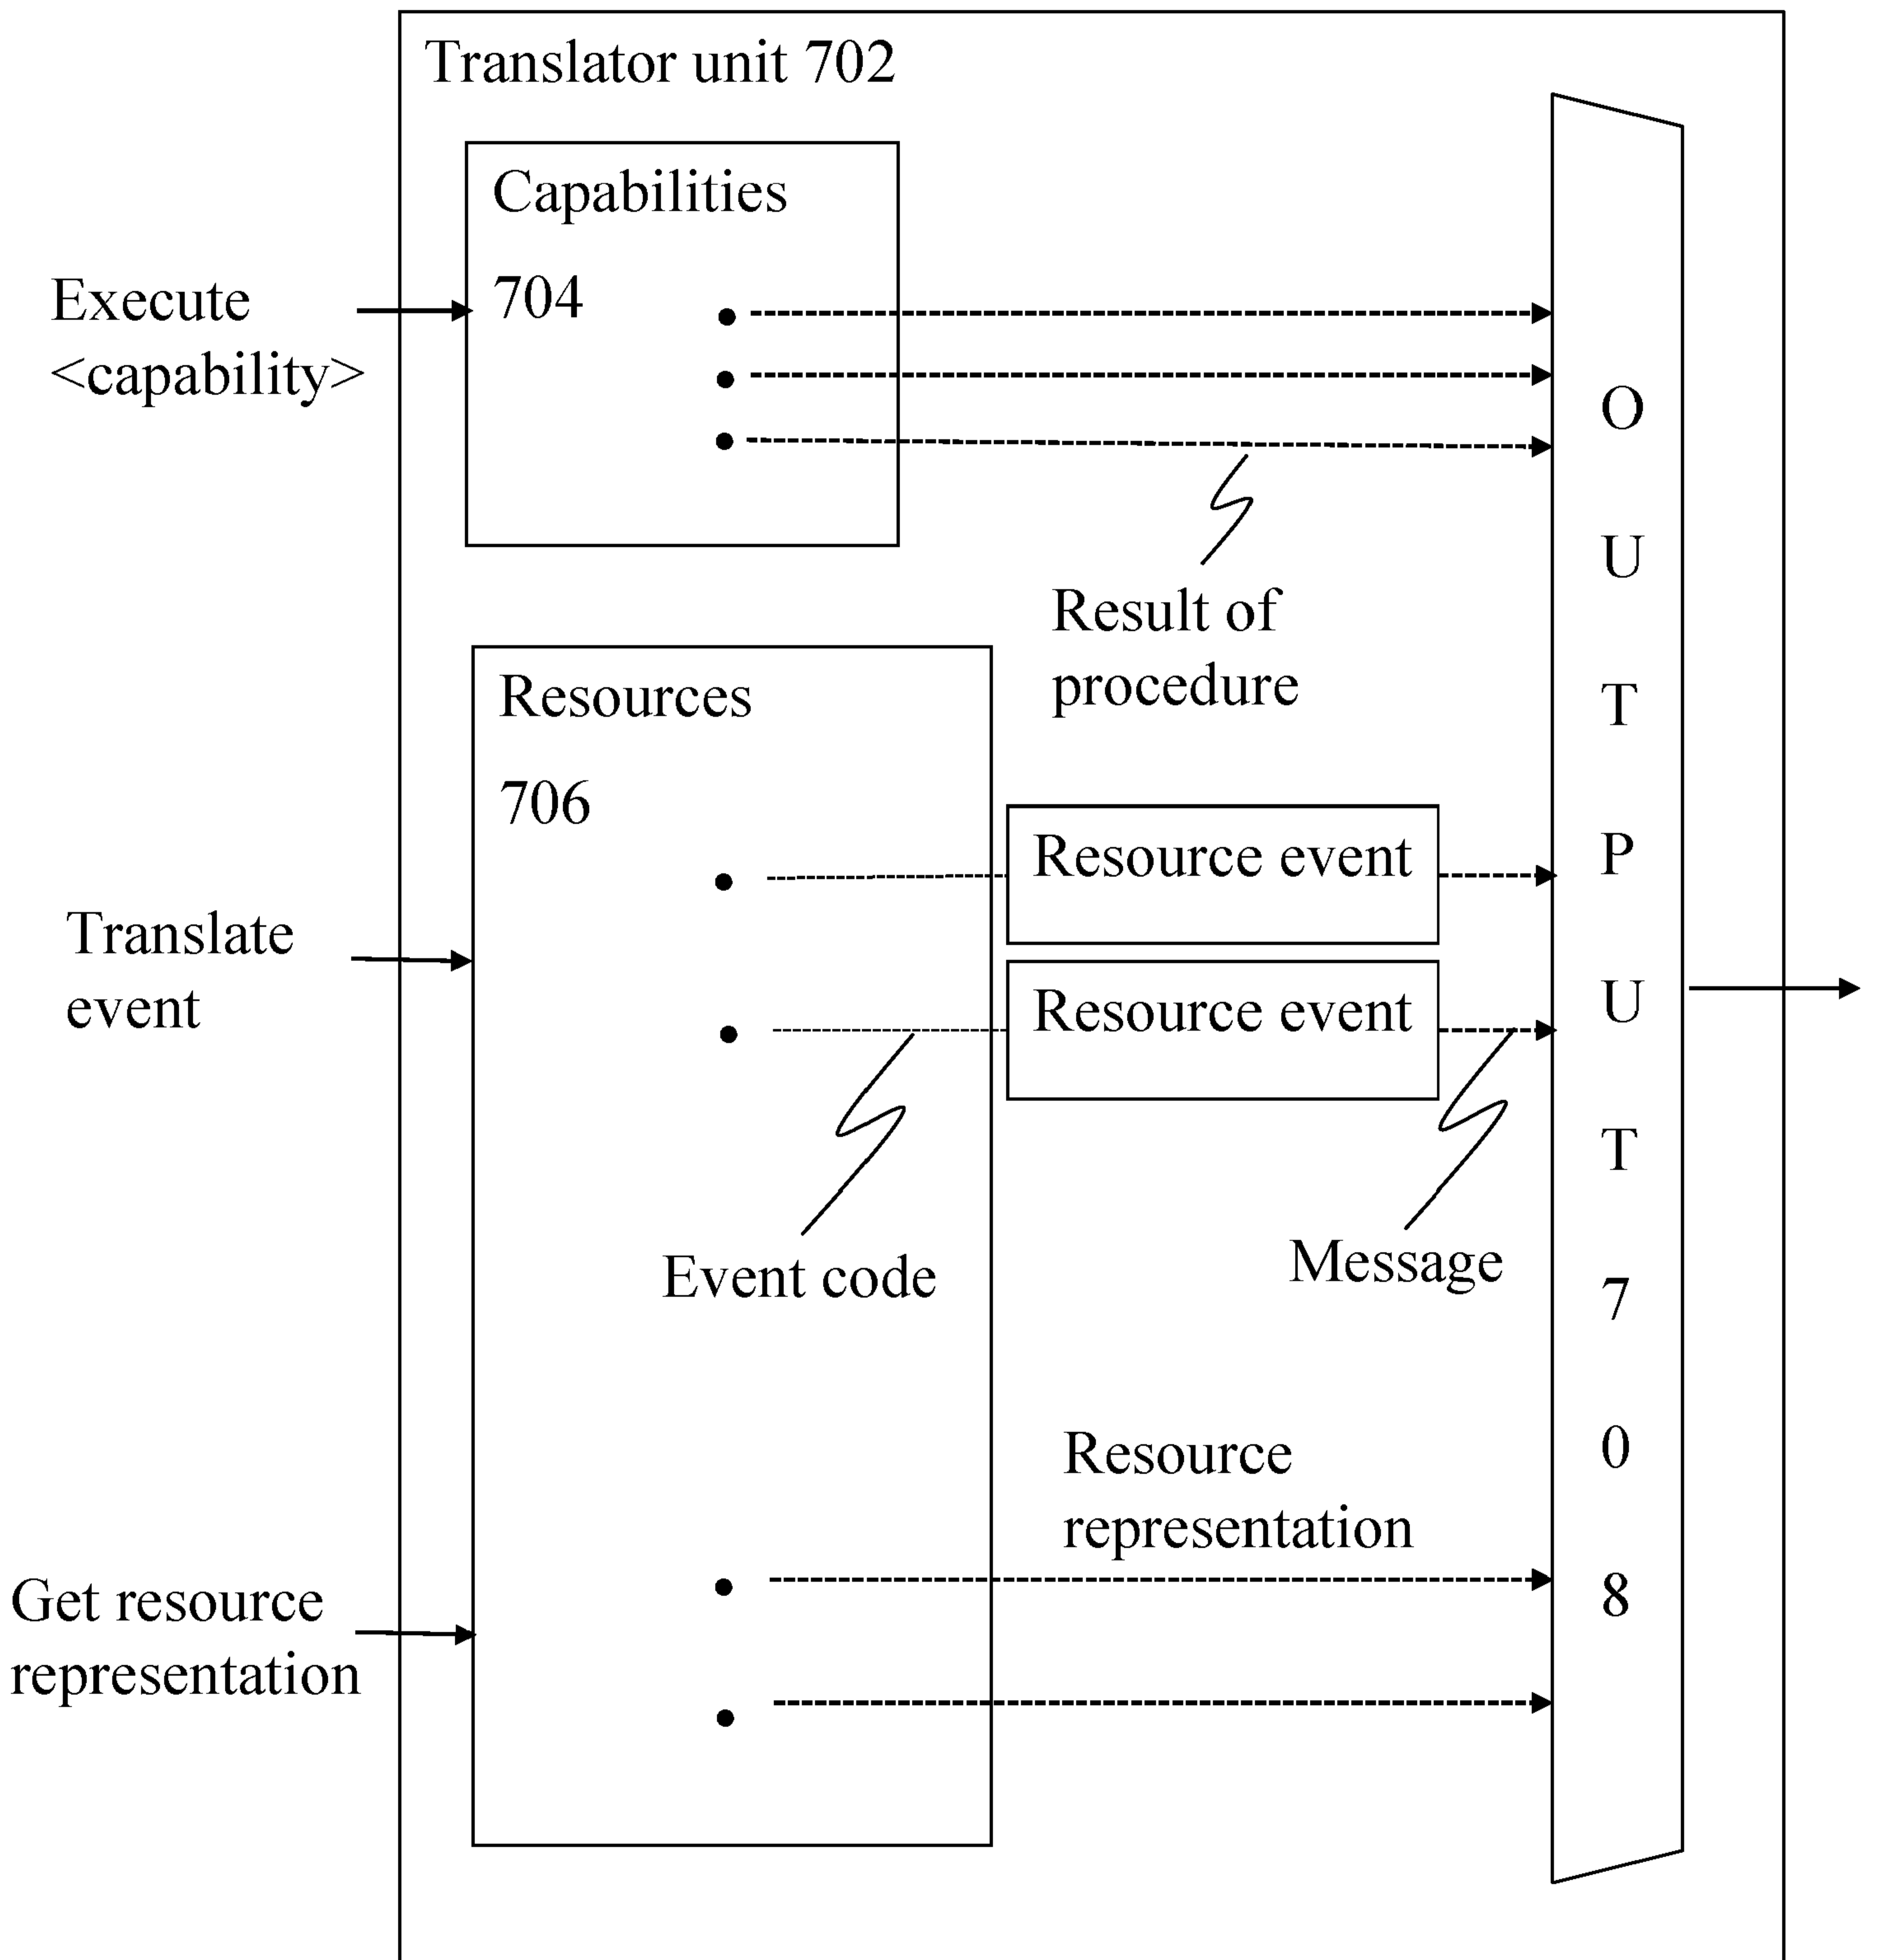 Translator unit 702
Capabilities
704
Execute
<capability>
Result of
procedure
Resources
706
Resource event
Translate
event
Resource event
Event code
Message
Resource
representation
Get resource
representation
O
U
T
P
U
T
7
0
8